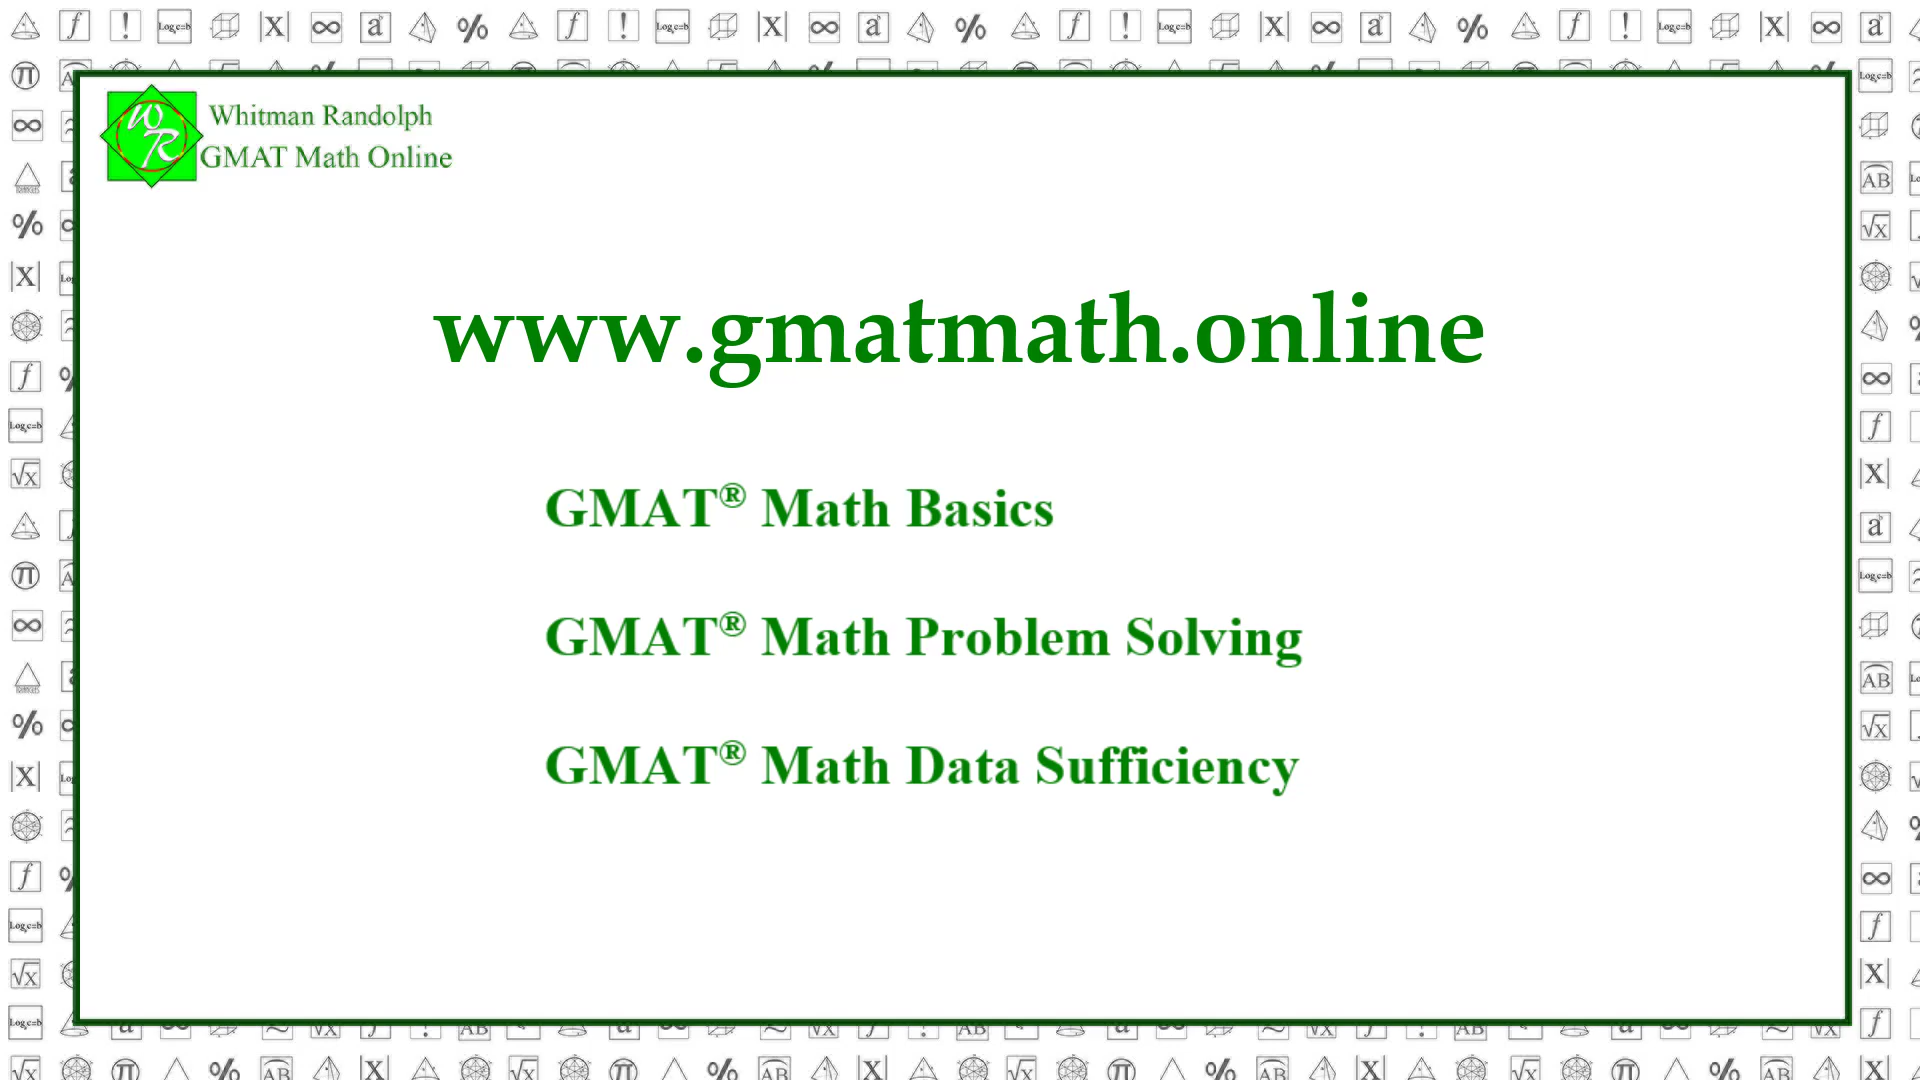 WR
Whitman Randolph
GMAT Math Online
www.gmatmath.online
GMAT® Math Basics
GMAT® Math Problem Solving
GMAT® Math Data Sufficiency